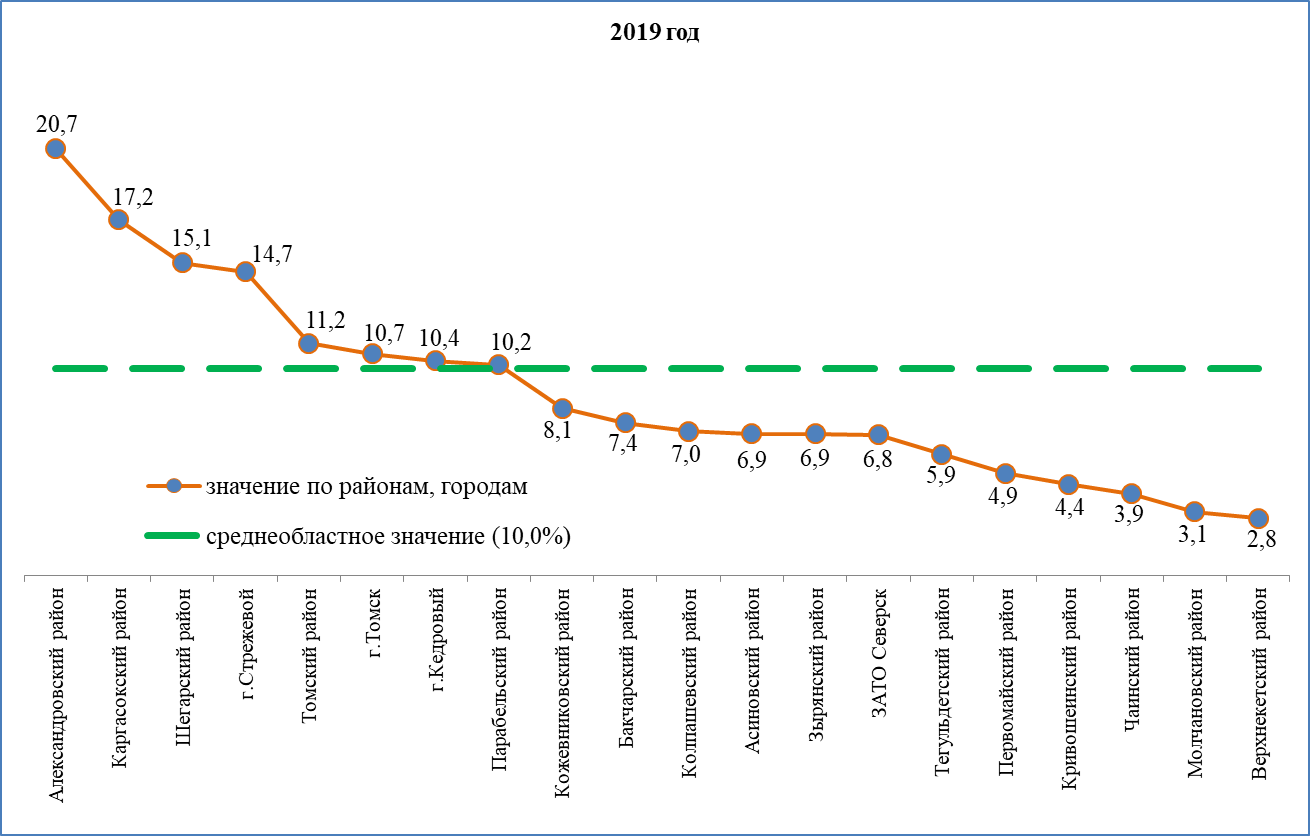 2019 год
20,7
17,2
15,1
14,7
11,2
10,7
10,4
10,2
8,1
7,4
7,0
6,9
6,9
6,8
5,9
4,9
4,4
3,9
3,1
2,8
значение по районам, городам
среднеобластное значение (10,0%)
Александровский район
Каргасокский район
Шегарский район
г.Стрежевой
Томский район
г.Томск
г.Кедровый
Парабельский район
Кожевниковский район
Бакчарский район
Колпашевский район
Асиновский район
Зырянский район
ЗАТО Северск
Тегульдетский район
Первомайский район
Кривошеинский район
Чаинский район
Молчановский район
Верхнекетский район